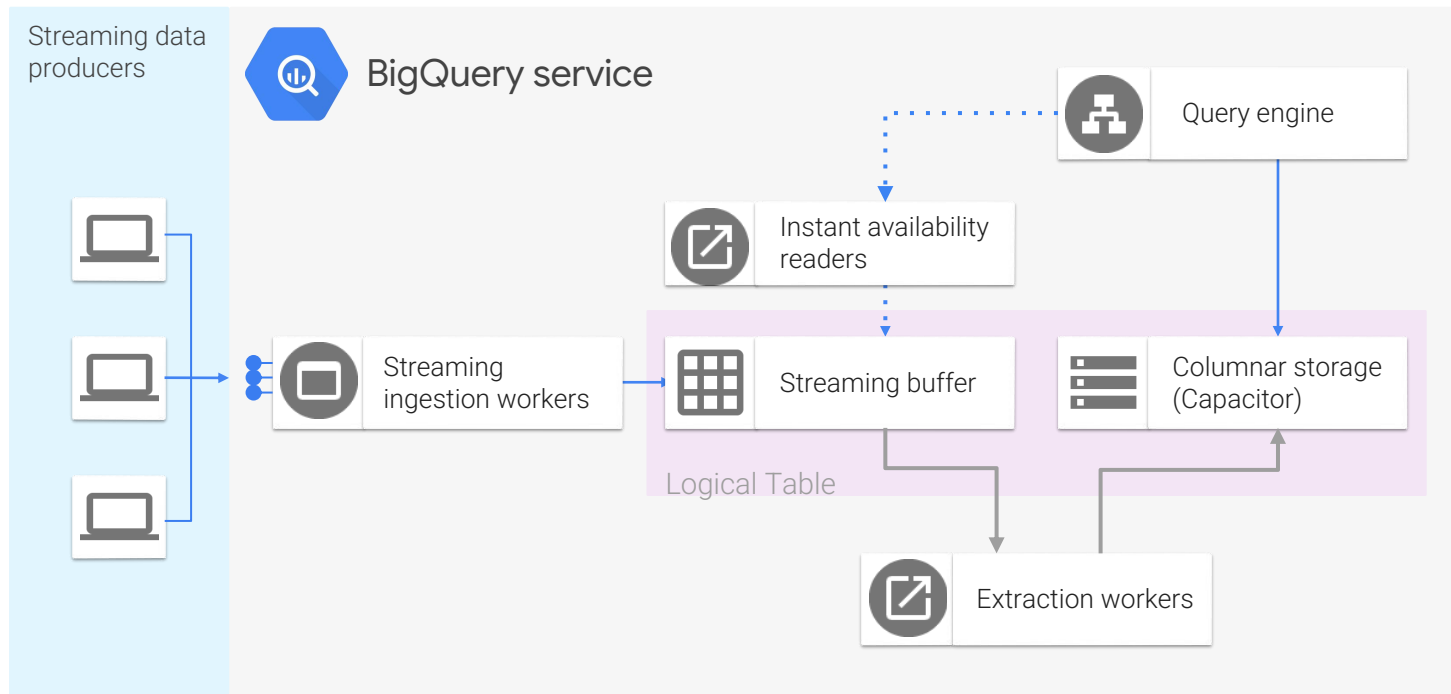 Streaming data
producers
BigQuery service
Query engine
Instant availability
readers
Streaming
ingestion workers
Streaming buffer
Columnar storage
(Capacitor)
Logical Table
Extraction workers